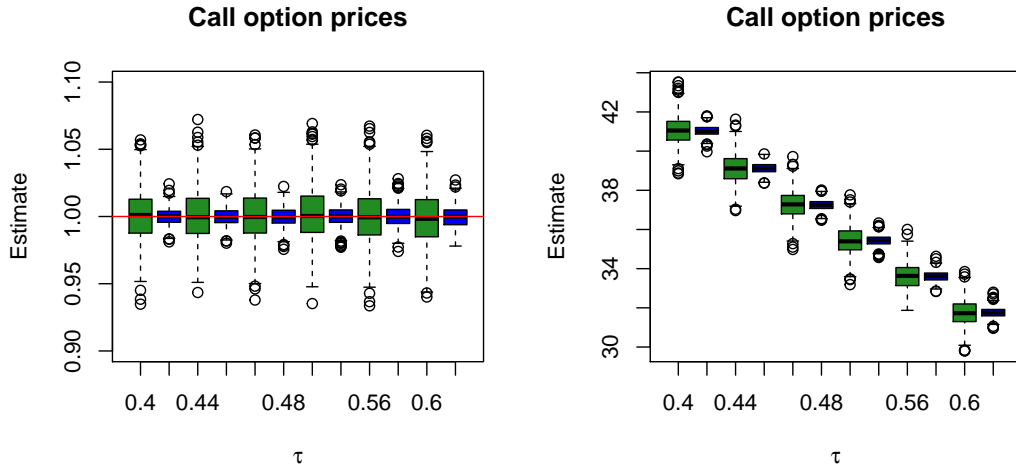 Call option prices
Estimate
1.10
1.05
1.00
0.95
0.90
0.4 0.44 0.48 0.56 0.6
τ
Call option prices
Estimate
42
38
34
30
0.4 0.44 0.48 0.56 0.6
τ